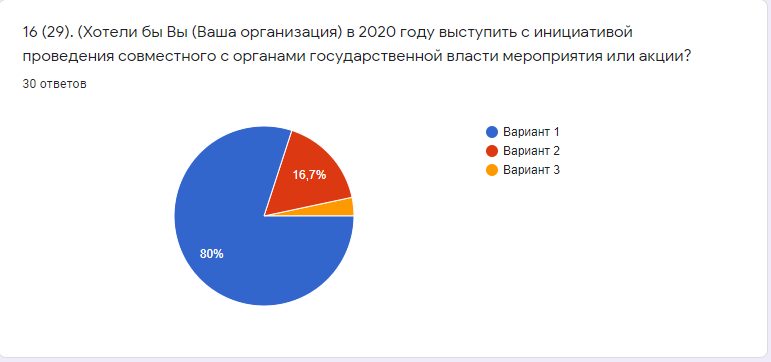 16 (29). (Хотели бы Вы (Ваша организация) в 2020 году выступить с инициативой
проведения совместного с органами государственной власти мероприятия или акции?
30 ответов
Вариант 1
Вариант 2
Вариант 3
16,7%
80%